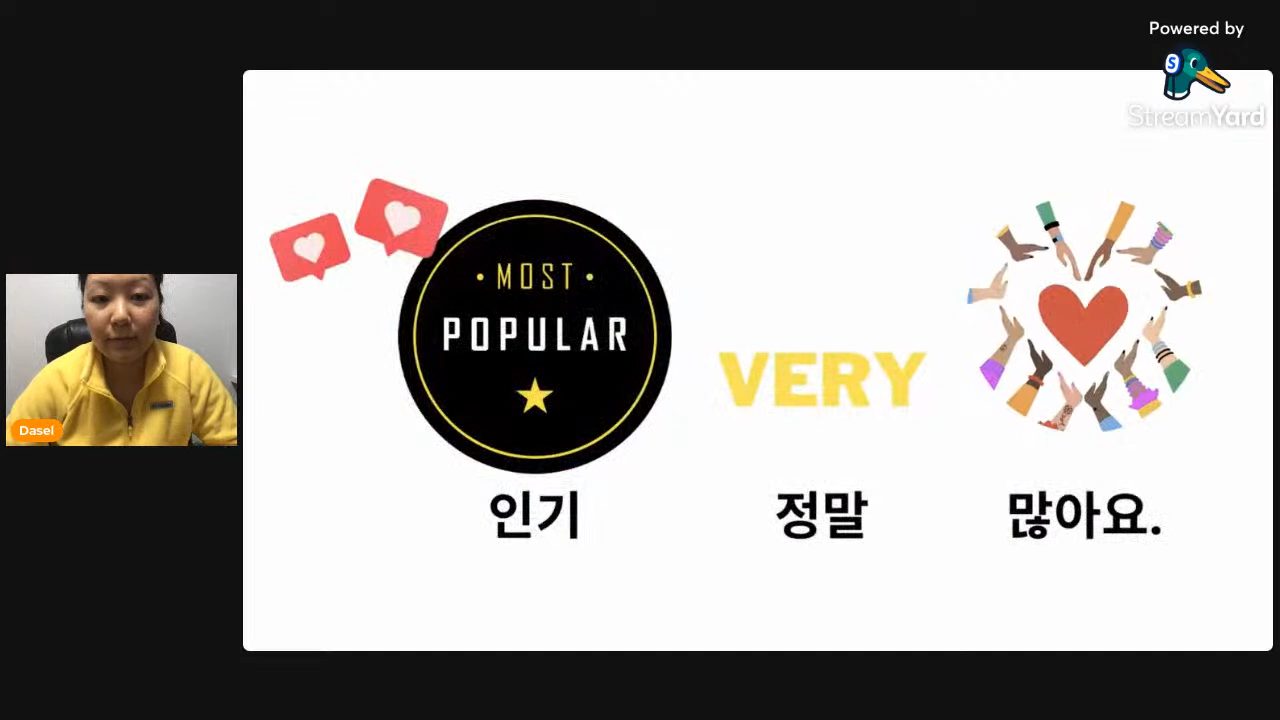 Powered by
StreamYard
• MOST •
POPULAR
VERY
인기 정말 많아요.
Dasel